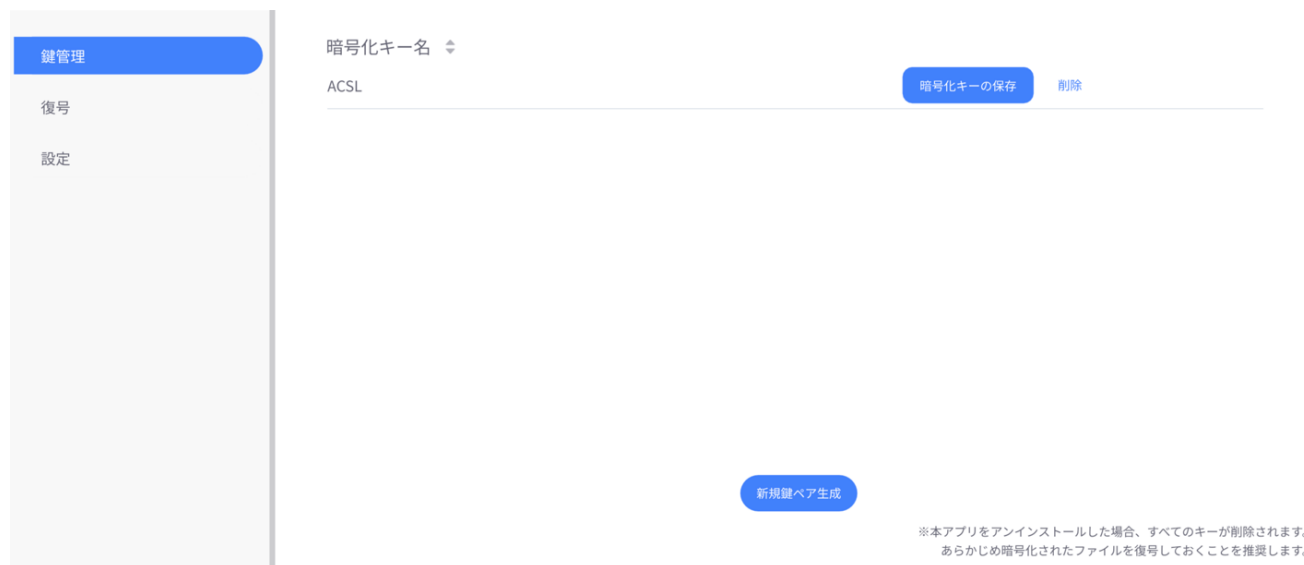 鍵管理
復号
設定
暗号化キー名
ACSL
暗号化キーの保存
削除
新規鍵ペア生成
※本アプリをアンインストールした場合、すべてのキーが削除されます。
あらかじめ暗号化されたファイルを復号しておくことを推奨します。